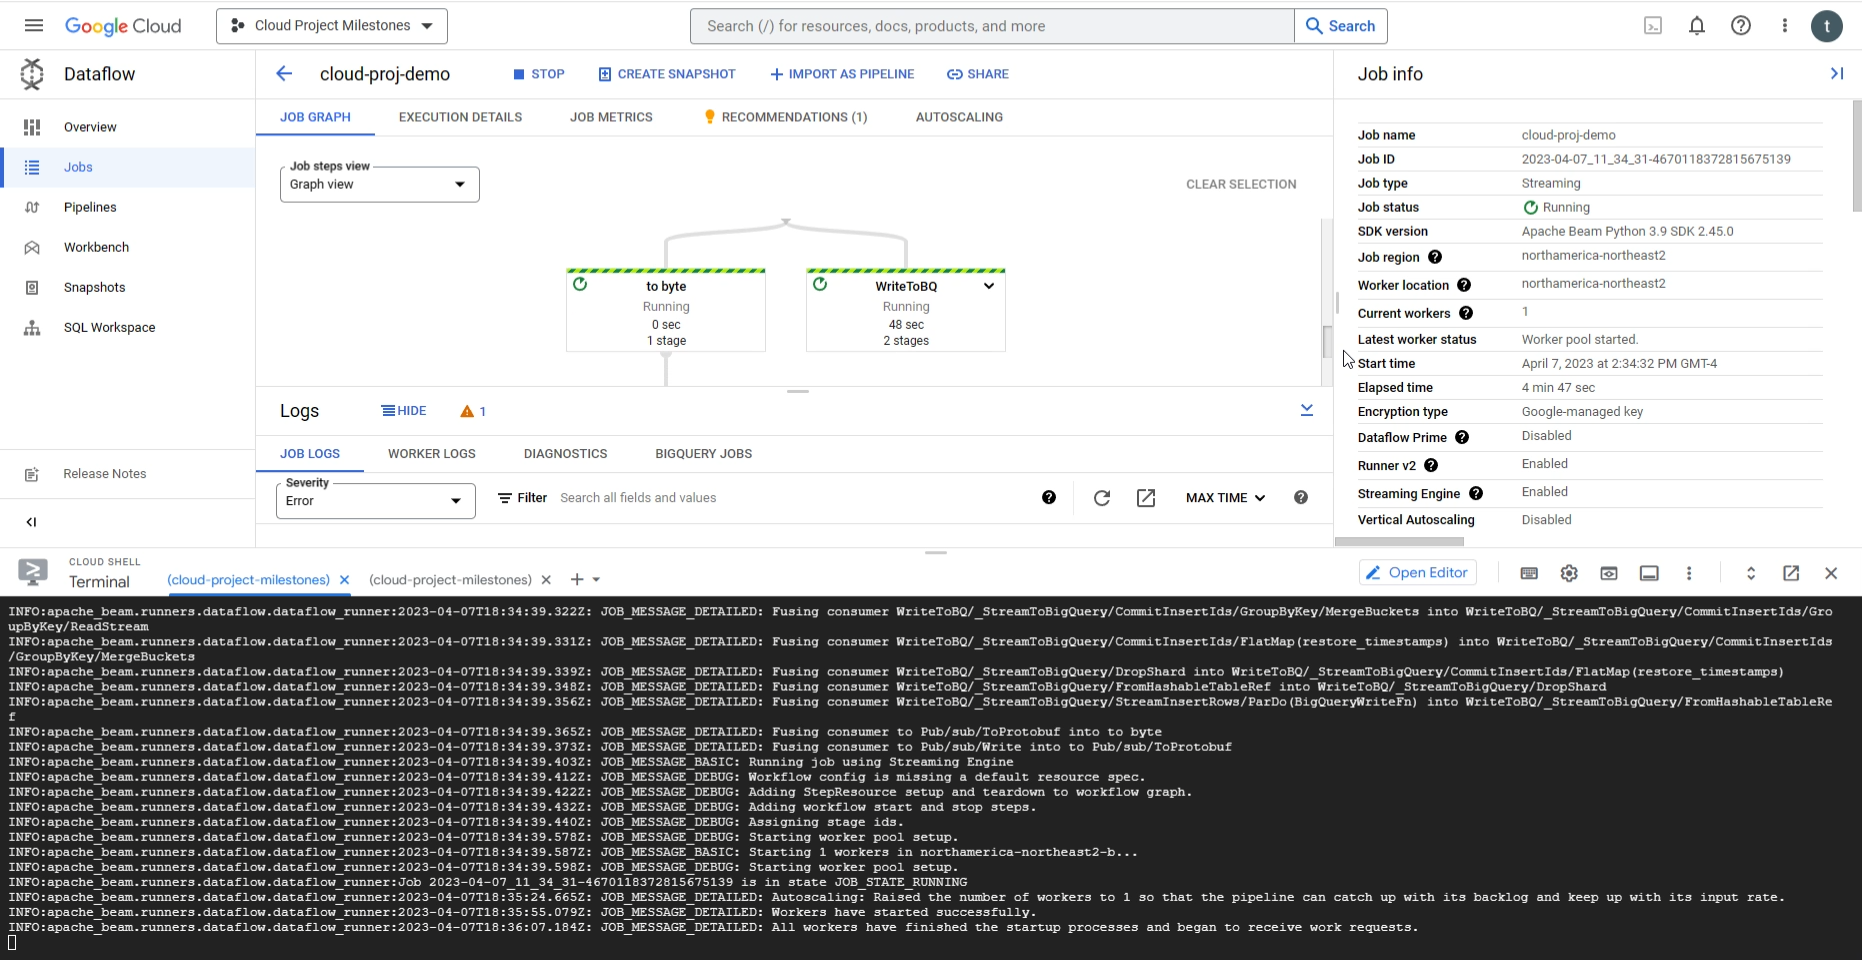 Google Cloud
Cloud Project Milestones
Search (/) for resources, docs, products, and more
Search
t
Dataflow
Overview
Jobs
Pipelines
Workbench
Snapshots
SQL Workspace
Release Notes
cloud-proj-demo
STOP
CREATE SNAPSHOT
IMPORT AS PIPELINE
SHARE
JOB GRAPH
EXECUTION DETAILS
JOB METRICS
RECOMMENDATIONS (1)
AUTOSCALING
Job steps view
Graph view
CLEAR SELECTION
to byte
Running
0 sec
1 stage
WriteToBQ
Running
48 sec
2 stages
Logs
HIDE
1
JOB LOGS
WORKER LOGS
DIAGNOSTICS
BIGQUERY JOBS
Severity
Error
Filter
Search all fields and values
MAX TIME
Job info
Job name cloud-proj-demo
Job ID 2023-04-07_11_34_31-4670118372815675139
Job type Streaming
Job status Running
SDK version Apache Beam Python 3.9 SDK 2.45.0
Job region northamerica-northeast2
Worker location northamerica-northeast2
Current workers 1
Latest worker status Worker pool started.
Start time April 7, 2023 at 2:34:32 PM GMT-4
Elapsed time 4 min 47 sec
Encryption type Google-managed key
Dataflow Prime Disabled
Runner v2 Enabled
Streaming Engine Enabled
Vertical Autoscaling Disabled
CLOUD SHELL
Terminal
(cloud-project-milestones)
(cloud-project-milestones)
Open Editor
INFO:apache_beam.runners.dataflow.dataflow_runner:2023-04-07T18:34:39.322Z: JOB_MESSAGE_DETAILED: Fusing consumer WriteToBQ/_StreamToBigQuery/CommitInsertIds/GroupByKey/MergeBuckets into WriteToBQ/_StreamToBigQuery/CommitInsertIds/Gro
upByKey/ReadStream
INFO:apache_beam.runners.dataflow.dataflow_runner:2023-04-07T18:34:39.331Z: JOB_MESSAGE_DETAILED: Fusing consumer WriteToBQ/_StreamToBigQuery/CommitInsertIds/FlatMap(restore_timestamps) into WriteToBQ/_StreamToBigQuery/CommitInsertIds
/GroupByKey/MergeBuckets
INFO:apache_beam.runners.dataflow.dataflow_runner:2023-04-07T18:34:39.339Z: JOB_MESSAGE_DETAILED: Fusing consumer WriteToBQ/_StreamToBigQuery/DropShard into WriteToBQ/_StreamToBigQuery/CommitInsertIds/FlatMap(restore_timestamps)
INFO:apache_beam.runners.dataflow.dataflow_runner:2023-04-07T18:34:39.348Z: JOB_MESSAGE_DETAILED: Fusing consumer WriteToBQ/_StreamToBigQuery/FromHashableTableRef into WriteToBQ/_StreamToBigQuery/DropShard
INFO:apache_beam.runners.dataflow.dataflow_runner:2023-04-07T18:34:39.356Z: JOB_MESSAGE_DETAILED: Fusing consumer WriteToBQ/_StreamToBigQuery/StreamInsertRows/ParDo(BigQueryWriteFn) into WriteToBQ/_StreamToBigQuery/FromHashableTableRe
f
INFO:apache_beam.runners.dataflow.dataflow_runner:2023-04-07T18:34:39.365Z: JOB_MESSAGE_DETAILED: Fusing consumer to Pub/sub/ToProtobuf into to byte
INFO:apache_beam.runners.dataflow.dataflow_runner:2023-04-07T18:34:39.373Z: JOB_MESSAGE_DETAILED: Fusing consumer to Pub/sub/Write into to Pub/sub/ToProtobuf
INFO:apache_beam.runners.dataflow.dataflow_runner:2023-04-07T18:34:39.403Z: JOB_MESSAGE_BASIC: Running job using Streaming Engine
INFO:apache_beam.runners.dataflow.dataflow_runner:2023-04-07T18:34:39.412Z: JOB_MESSAGE_DEBUG: Workflow config is missing a default resource spec.
INFO:apache_beam.runners.dataflow.dataflow_runner:2023-04-07T18:34:39.422Z: JOB_MESSAGE_DEBUG: Adding StepResource setup and teardown to workflow graph.
INFO:apache_beam.runners.dataflow.dataflow_runner:2023-04-07T18:34:39.432Z: JOB_MESSAGE_DEBUG: Adding workflow start and stop steps.
INFO:apache_beam.runners.dataflow.dataflow_runner:2023-04-07T18:34:39.440Z: JOB_MESSAGE_DEBUG: Assigning stage ids.
INFO:apache_beam.runners.dataflow.dataflow_runner:2023-04-07T18:34:39.578Z: JOB_MESSAGE_DEBUG: Starting worker pool setup.
INFO:apache_beam.runners.dataflow.dataflow_runner:2023-04-07T18:34:39.587Z: JOB_MESSAGE_BASIC: Starting 1 workers in northamerica-northeast2-b...
INFO:apache_beam.runners.dataflow.dataflow_runner:2023-04-07T18:34:39.598Z: JOB_MESSAGE_DEBUG: Starting worker pool setup.
INFO:apache_beam.runners.dataflow.dataflow_runner:Job 2023-04-07_11_34_31-4670118372815675139 is in state JOB_STATE_RUNNING
INFO:apache_beam.runners.dataflow.dataflow_runner:2023-04-07T18:35:24.665Z: JOB_MESSAGE_DETAILED: Autoscaling: Raised the number of workers to 1 so that the pipeline can catch up with its backlog and keep up with its input rate.
INFO:apache_beam.runners.dataflow.dataflow_runner:2023-04-07T18:35:55.079Z: JOB_MESSAGE_DETAILED: Workers have started successfully.
INFO:apache_beam.runners.dataflow.dataflow_runner:2023-04-07T18:36:07.184Z: JOB_MESSAGE_DETAILED: All workers have finished the startup processes and began to receive work requests.